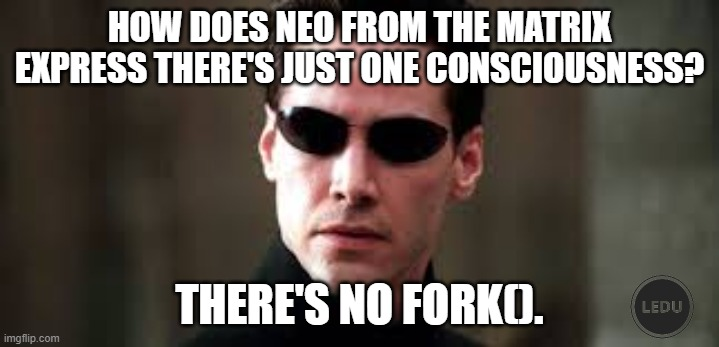 HOW DOES NEO FROM THE MATRIX
EXPRESS THERE'S JUST ONE CONSCIOUSNESS?
THERE'S NO FORK().
LEDU
imgflip.com